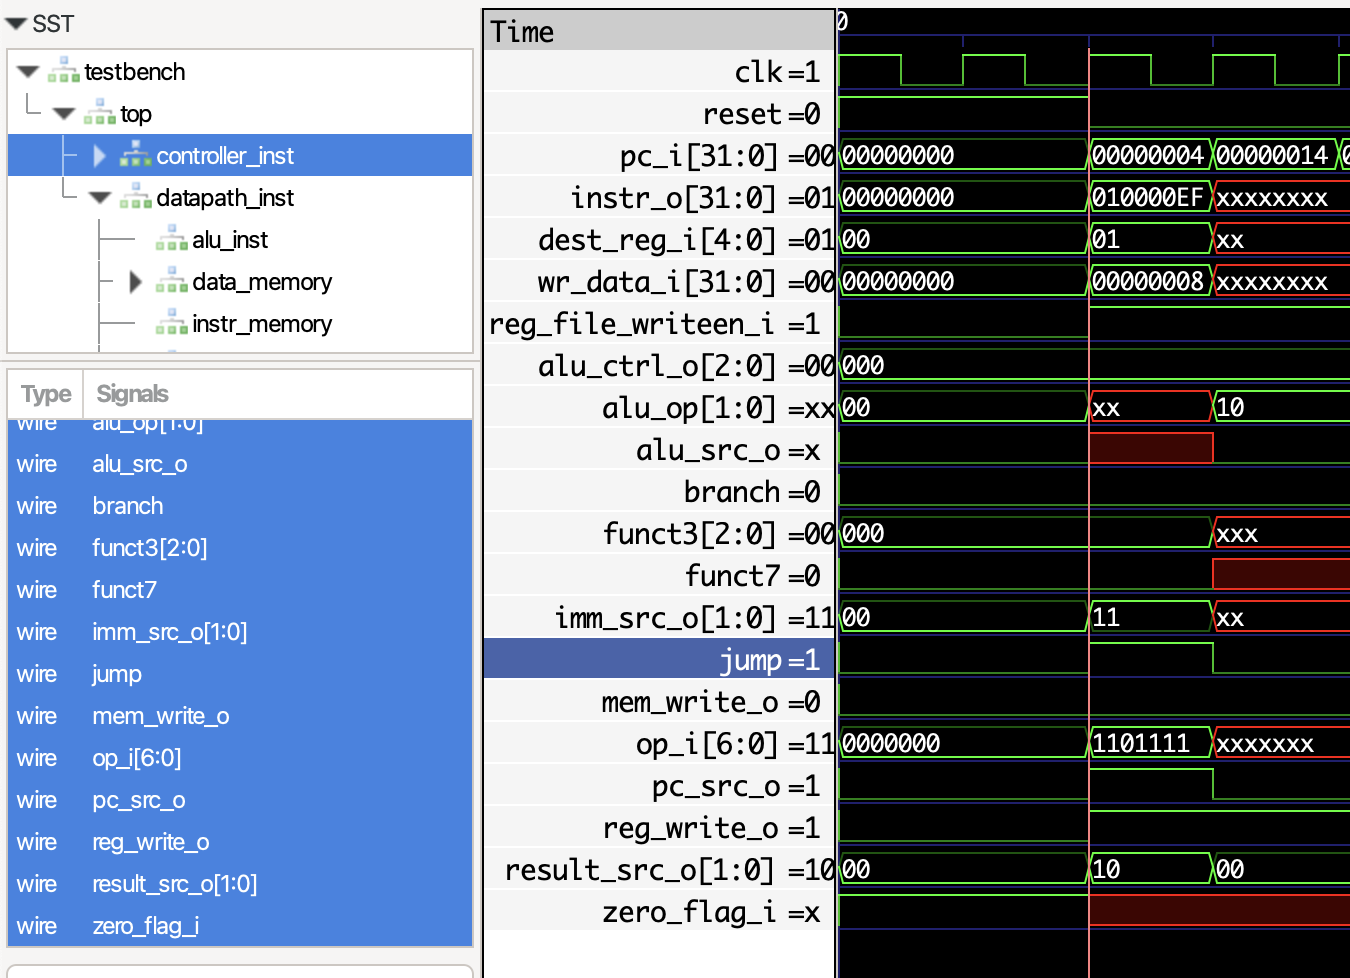 SST
testbench
top
controller_inst
datapath_inst
alu_inst
data_memory
instr_memory
Type Signals
wire alu_op[1:0]
wire alu_src_o
wire branch
wire funct3[2:0]
wire funct7
wire imm_src_o[1:0]
wire jump
wire mem_write_o
wire op_i[6:0]
wire pc_src_o
wire reg_write_o
wire result_src_o[1:0]
wire zero_flag_i
Time 0
clk =1
reset =0
pc_i[31:0] =00 00000000 00000004 00000014 0
instr_o[31:0] =01 00000000 010000EF xxxxxxxx
dest_reg_i[4:0] =01 00 01 xx
wr_data_i[31:0] =00 00000000 00000008 xxxxxxxx
reg_file_writeen_i =1
alu_ctrl_o[2:0] =00 000
alu_op[1:0] =xx 00 xx 10
alu_src_o =x
branch =0
funct3[2:0] =00 000 xxx
funct7 =0
imm_src_o[1:0] =11 00 11 xx
jump =1
mem_write_o =0
op_i[6:0] =11 0000000 1101111 xxxxxxx
pc_src_o =1
reg_write_o =1
result_src_o[1:0] =10 00 10 00
zero_flag_i =x